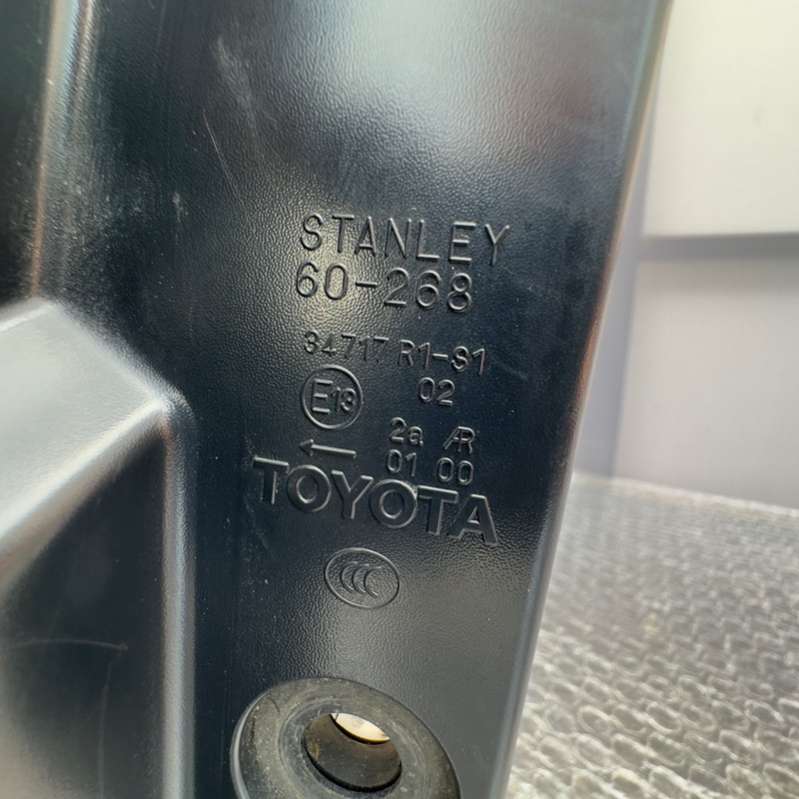 STANLEY
60-268
34717 R1-S1
E13 02
2a AR
← 01 00
TOYOTA
CCC